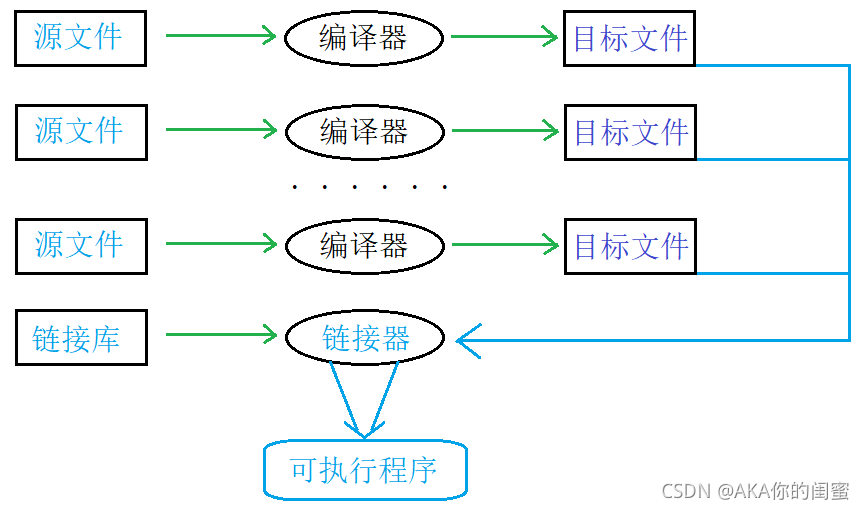 源文件 编译器 目标文件
源文件 编译器 目标文件
. . . . . .
源文件 编译器 目标文件
链接库 链接器
可执行程序
CSDN @AKA你的闺蜜